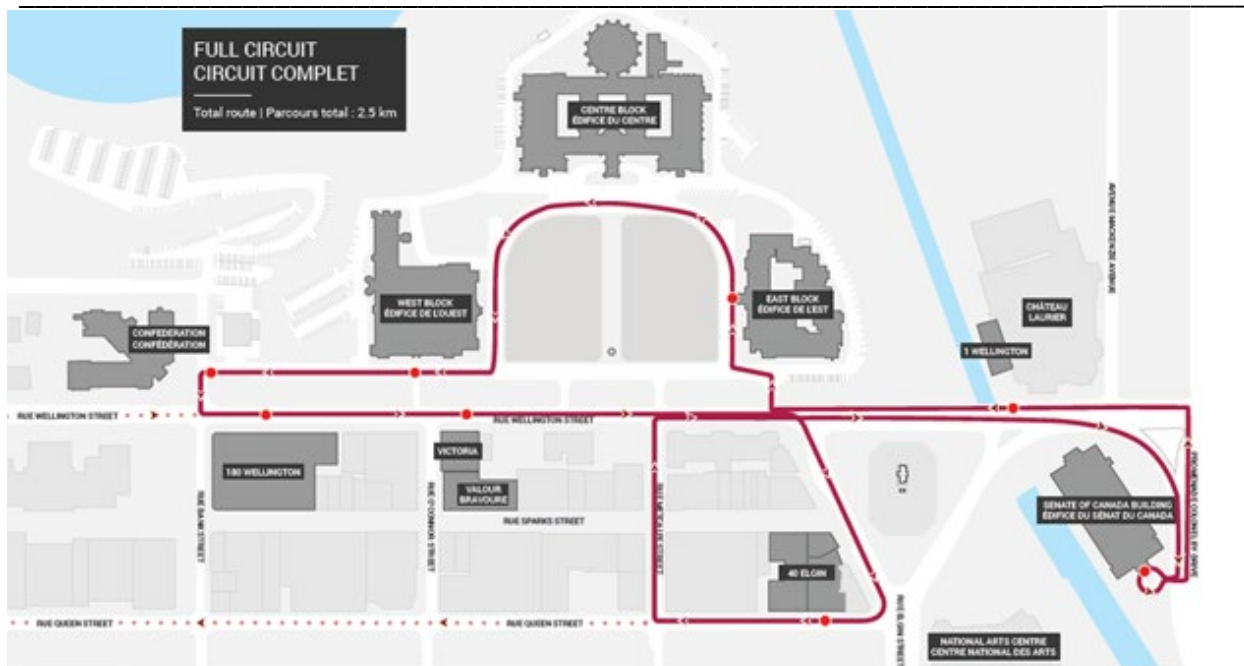 FULL CIRCUIT
CIRCUIT COMPLET
Total route | Parcours total : 2.5 km
CENTRE BLOCK
ÉDIFICE DU CENTRE
AVENUE MACKENZIE AVENUE
WEST BLOCK
ÉDIFICE DE L'OUEST
EAST BLOCK
ÉDIFICE DE L'EST
CHÂTEAU
LAURIER
CONFEDERATION
CONFÉDÉRATION
1 WELLINGTON
RUE WELLINGTON STREET
RUE WELLINGTON STREET
VICTORIA
180 WELLINGTON
VALOUR
BRAVOURE
RUE SPARKS STREET
RUE BANK STREET
RUE O'CONNOR STREET
RUE METCALFE STREET
SENATE OF CANADA BUILDING
ÉDIFICE DU SÉNAT DU CANADA
PROMENADE COLONEL BY DRIVE
40 ELGIN
RUE ELGIN STREET
RUE QUEEN STREET
RUE QUEEN STREET
NATIONAL ARTS CENTRE
CENTRE NATIONAL DES ARTS